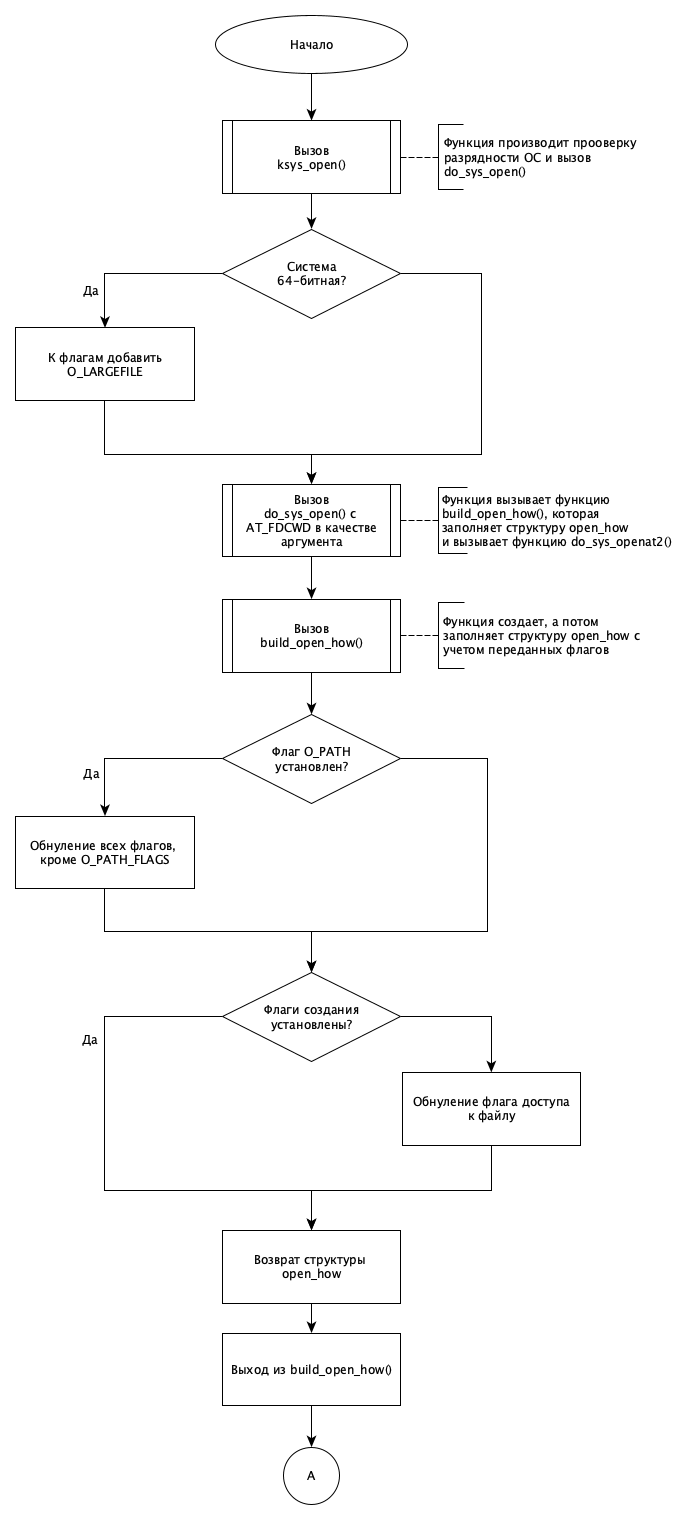 Начало
Вызов
ksys_open()
Функция производит прооверку
разрядности ОС и вызов
do_sys_open()
Система
64-битная?
Да
К флагам добавить
O_LARGEFILE
Вызов
do_sys_open() с
AT_FDCWD в качестве
аргумента
Функция вызывает функцию
build_open_how(), которая
заполняет структуру open_how
и вызывает функцию do_sys_openat2()
Вызов
build_open_how()
Функция создает, а потом
заполняет структуру open_how с
учетом переданных флагов
Флаг O_PATH
установлен?
Да
Обнуление всех флагов,
кроме O_PATH_FLAGS
Флаги создания
установлены?
Да
Обнуление флага доступа
к файлу
Возврат структуры
open_how
Выход из build_open_how()
A